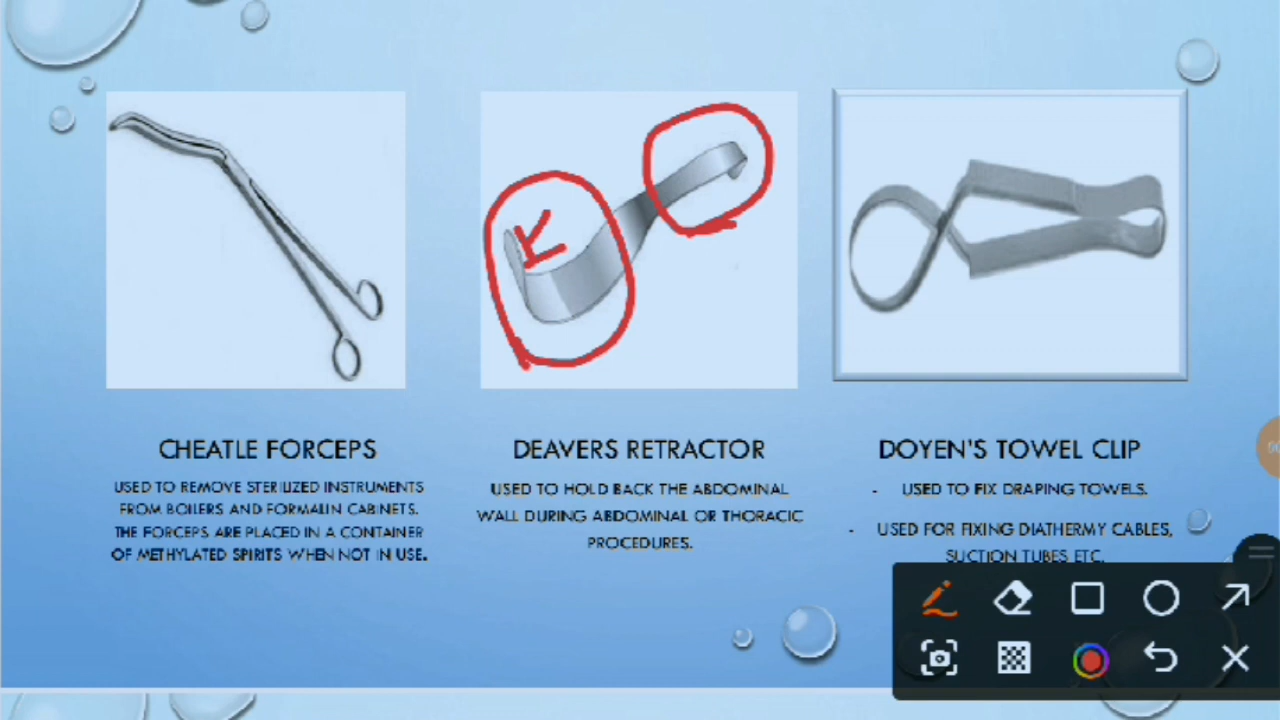 CHEATLE FORCEPS
USED TO REMOVE STERILIZED INSTRUMENTS
FROM BOILERS AND FORMALIN CABINETS.
THE FORCEPS ARE PLACED IN A CONTAINER
OF METHYLATED SPIRITS WHEN NOT IN USE.
DEAVERS RETRACTOR
USED TO HOLD BACK THE ABDOMINAL
WALL DURING ABDOMINAL OR THORACIC
PROCEDURES.
DOYEN'S TOWEL CLIP
- USED TO FIX DRAPING TOWELS.
- USED FOR FIXING DIATHERMY CABLES,
SUCTION TUBES ETC.